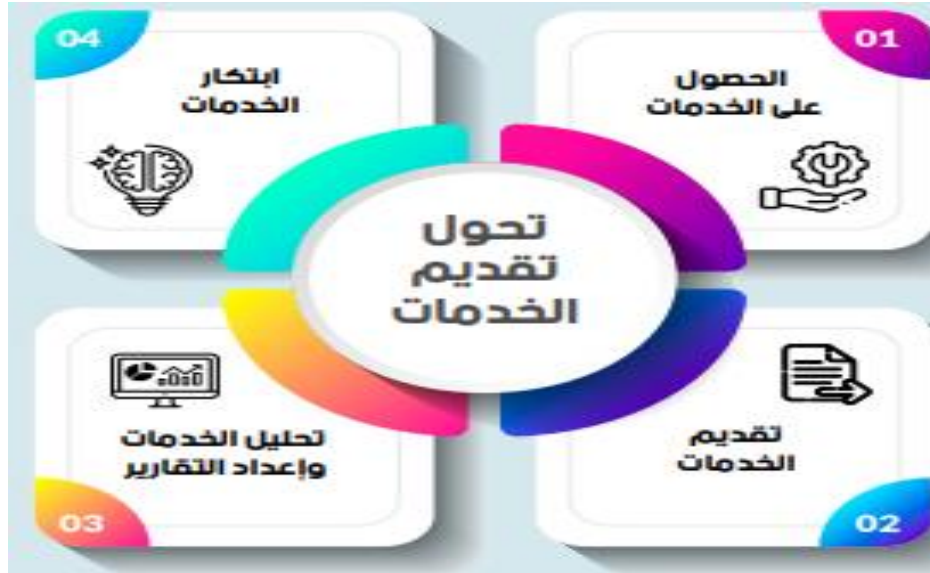 تحول
تقديم
الخدمات
01
الحصول
على الخدمات
02
تقديم
الخدمات
03
تحليل الخدمات
وإعداد التقارير
04
ابتكار
الخدمات